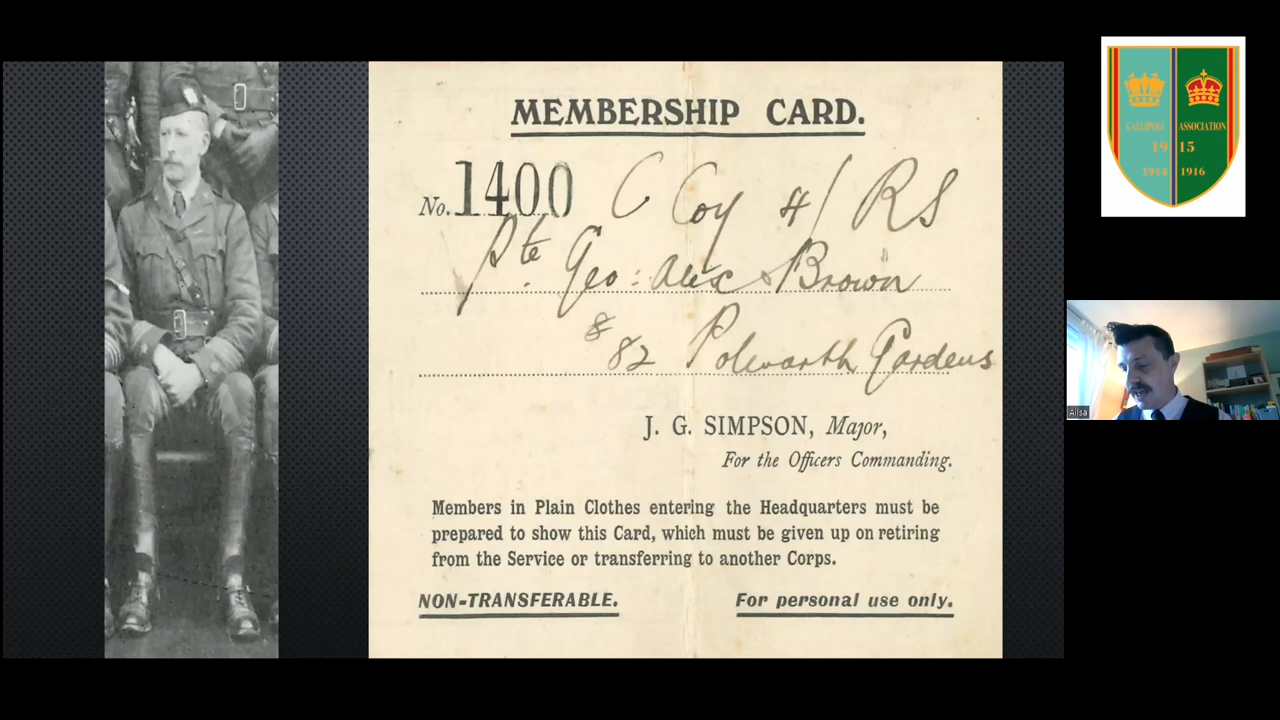 MEMBERSHIP CARD.
No. 1400 C Coy 4/ RS
Pte Geo: Alex Brown
82 Polwarth Gardens
J. G. SIMPSON, Major,
For the Officers Commanding.
Members in Plain Clothes entering the Headquarters must be
prepared to show this Card, which must be given up on retiring
from the Service or transferring to another Corps.
NON-TRANSFERABLE. For personal use only.
GALLIPOLI ASSOCIATION
19 15
1914 1916
Ailsa